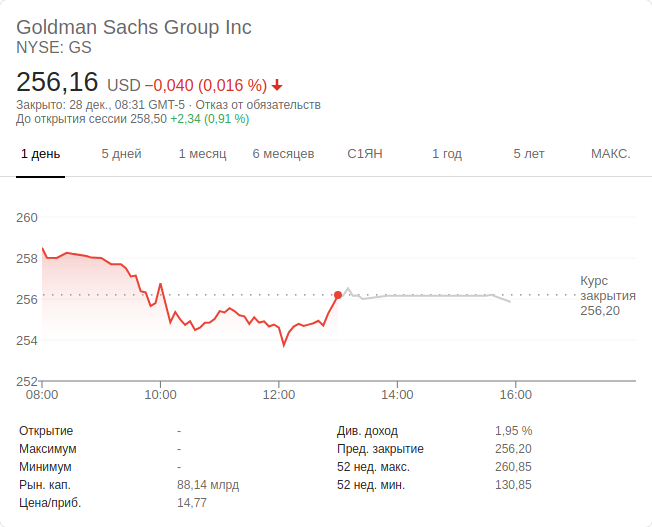 Goldman Sachs Group Inc
NYSE: GS
256,16 USD −0,040 (0,016 %)
Закрыто: 28 дек., 08:31 GMT-5 · Отказ от обязательств
До открытия сессии 258,50 +2,34 (0,91 %)
1 день 5 дней 1 месяц 6 месяцев С1ЯН 1 год 5 лет МАКС.
260
258
256
254
252
Курс
закрытия
256,20
08:00 10:00 12:00 14:00 16:00
Открытие - Див. доход 1,95 %
Максимум - Пред. закрытие 256,20
Минимум - 52 нед. макс. 260,85
Рын. кап. 88,14 млрд 52 нед. мин. 130,85
Цена/приб. 14,77